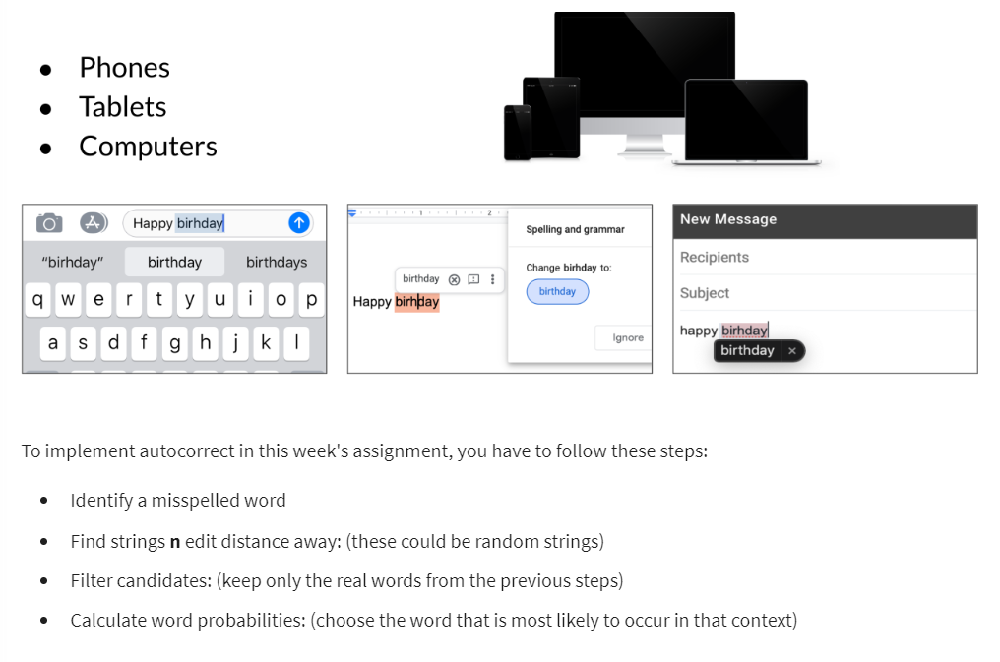 Phones
Tablets
Computers
Happy birhday
"birhday" birthday birthdays
q w e r t y u i o p
a s d f g h j k l
1 2
Spelling and grammar
Change birhday to:
birthday
birthday
Happy birhday
Ignore
New Message
Recipients
Subject
happy birhday
birthday ×
To implement autocorrect in this week's assignment, you have to follow these steps:
Identify a misspelled word
Find strings n edit distance away: (these could be random strings)
Filter candidates: (keep only the real words from the previous steps)
Calculate word probabilities: (choose the word that is most likely to occur in that context)